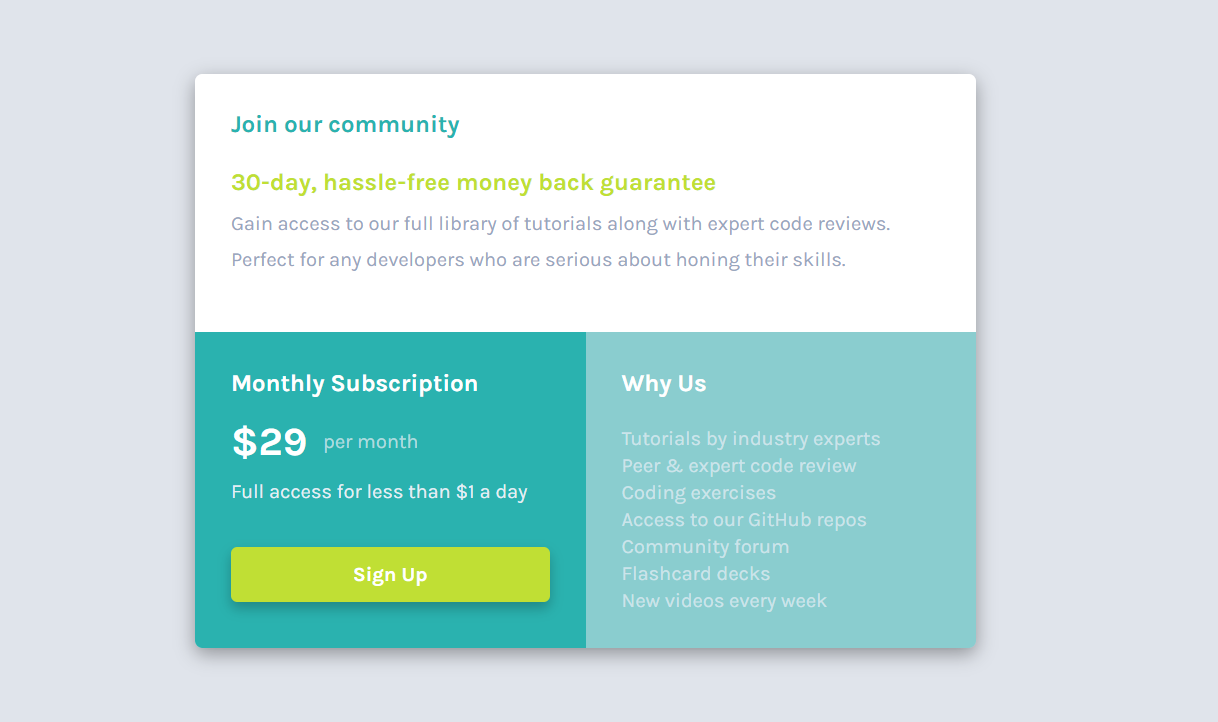 Join our community
30-day, hassle-free money back guarantee
Gain access to our full library of tutorials along with expert code reviews.
Perfect for any developers who are serious about honing their skills.
Monthly Subscription
$29 per month
Full access for less than $1 a day
Sign Up
Why Us
Tutorials by industry experts
Peer & expert code review
Coding exercises
Access to our GitHub repos
Community forum
Flashcard decks
New videos every week